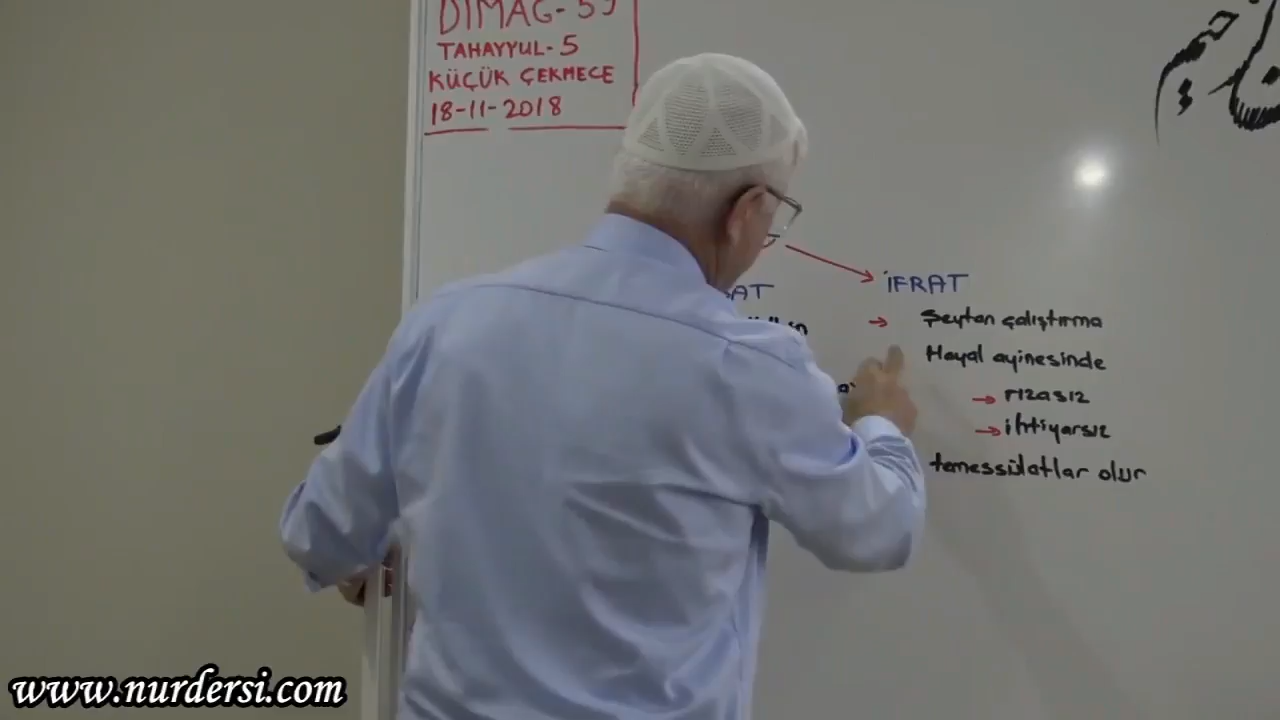 DIMAĞ-59
TAHAYYUL-5
KÜÇÜK ÇEKMECE
18-11-2018
İFRAT
→ Şeytan çalıştırma
Hayal ayinesinde
→ rızasız
→ ihtiyarsız
temessülatlar olur
www.nurdersi.com